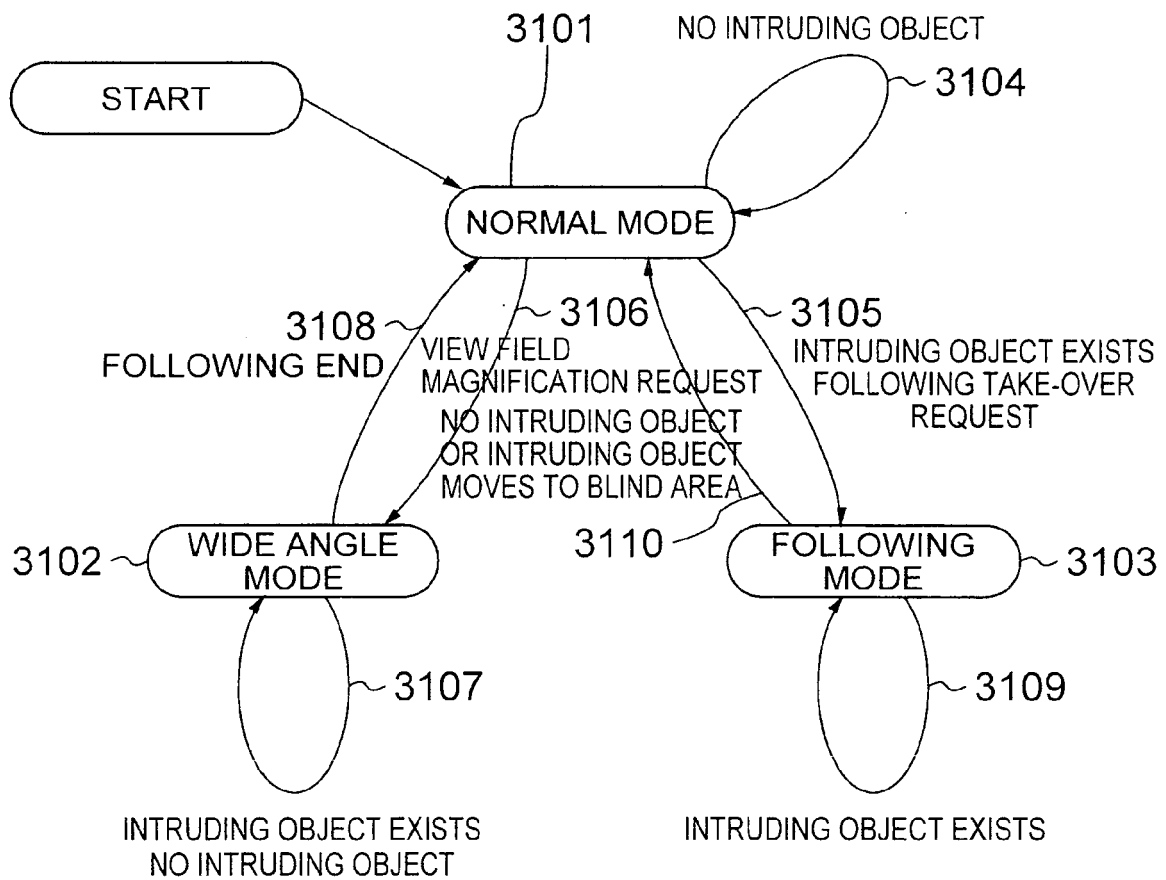 3101
NO INTRUDING OBJECT
START
3104
NORMAL MODE
3108
FOLLOWING END
3106
VIEW FIELD
MAGNIFICATION REQUEST
3105
INTRUDING OBJECT EXISTS
FOLLOWING TAKE-OVER
REQUEST
NO INTRUDING OBJECT
OR INTRUDING OBJECT
MOVES TO BLIND AREA
3110
3102
WIDE ANGLE
MODE
FOLLOWING
MODE
3103
3107
INTRUDING OBJECT EXISTS
NO INTRUDING OBJECT
3109
INTRUDING OBJECT EXISTS